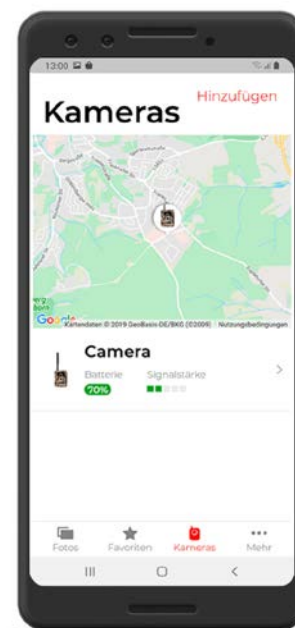 13:00
Hinzufügen
Kameras
Google
Kartendaten © 2019 GeoBasis-DE/BKG (©2009) Nutzungsbedingungen
Camera
Batterie Signalstärke
70%
Fotos Favoriten Kameras Mehr